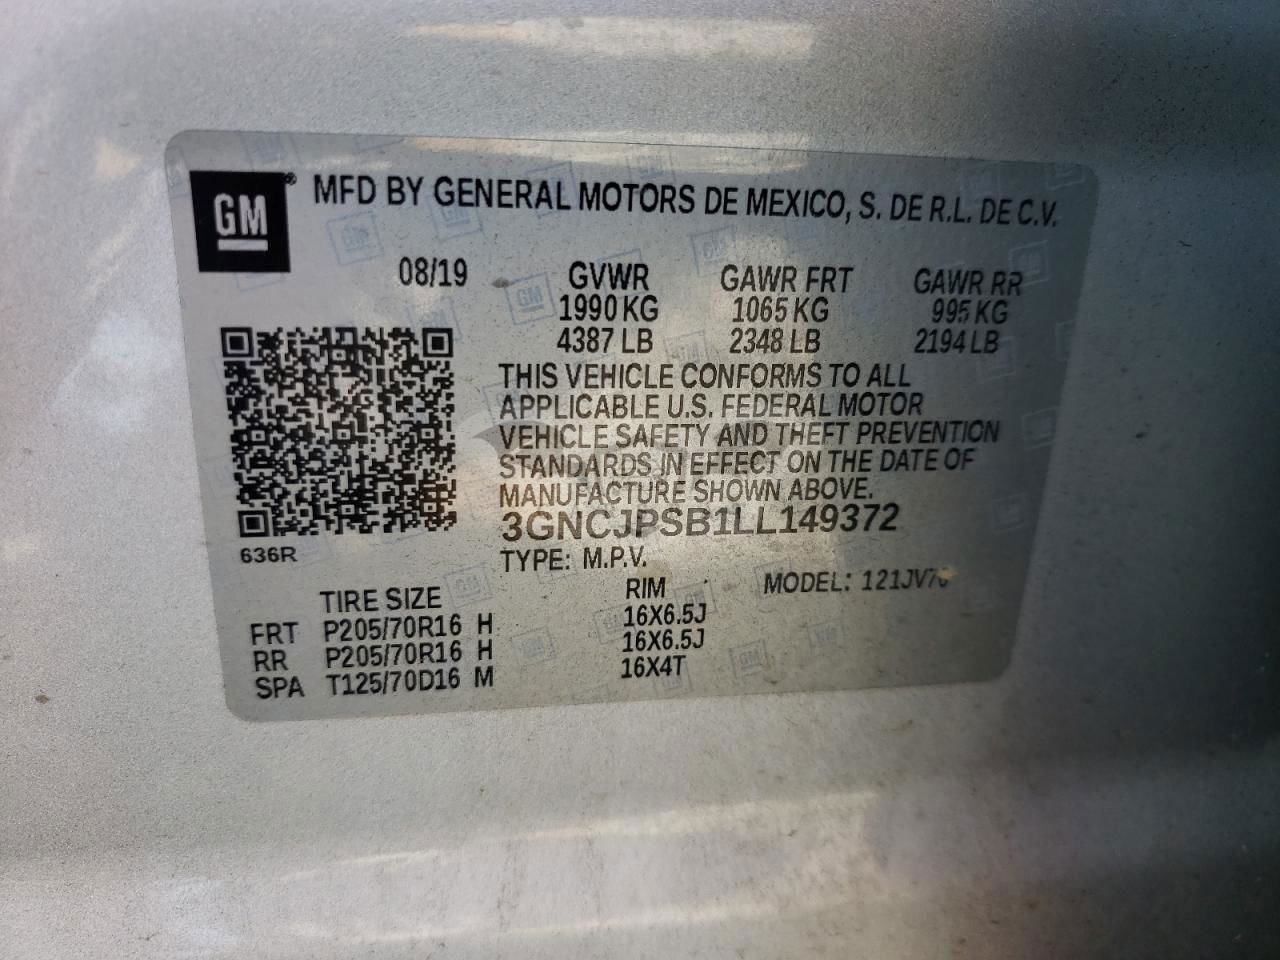 GM® MFD BY GENERAL MOTORS DE MEXICO, S. DE R.L. DE C.V.
08/19 GVWR GAWR FRT GAWR RR
1990 KG 1065 KG 995 KG
4387 LB 2348 LB 2194 LB
THIS VEHICLE CONFORMS TO ALL
APPLICABLE U.S. FEDERAL MOTOR
VEHICLE SAFETY AND THEFT PREVENTION
STANDARDS IN EFFECT ON THE DATE OF
MANUFACTURE SHOWN ABOVE.
3GNCJPSB1LL149372
636R
TYPE: M.P.V.
TIRE SIZE RIM MODEL:
FRT P205/70R16 H 16X6.5J
RR P205/70R16 H 16X6.5J
SPA T125/70D16 M 16X4T